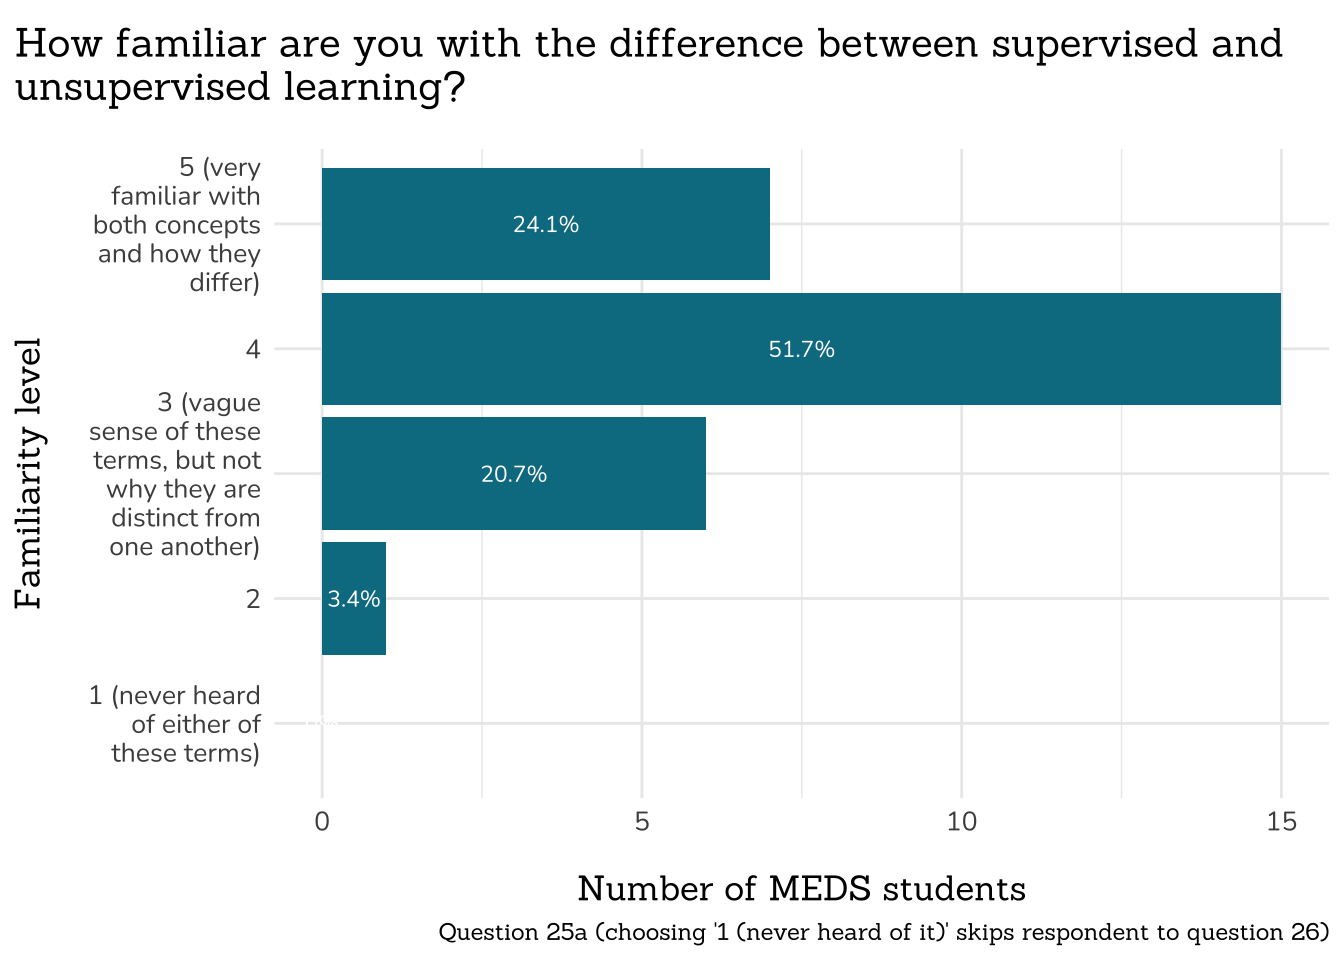 How familiar are you with the difference between supervised and
unsupervised learning?
5 (very
familiar with
both concepts
and how they
differ)
24.1%
4
51.7%
3 (vague
sense of these
terms, but not
why they are
distinct from
one another)
20.7%
2
3.4%
1 (never heard
of either of
these terms)
Familiarity level
0
5
10
15
Number of MEDS students
Question 25a (choosing '1 (never heard of it)' skips respondent to question 26)